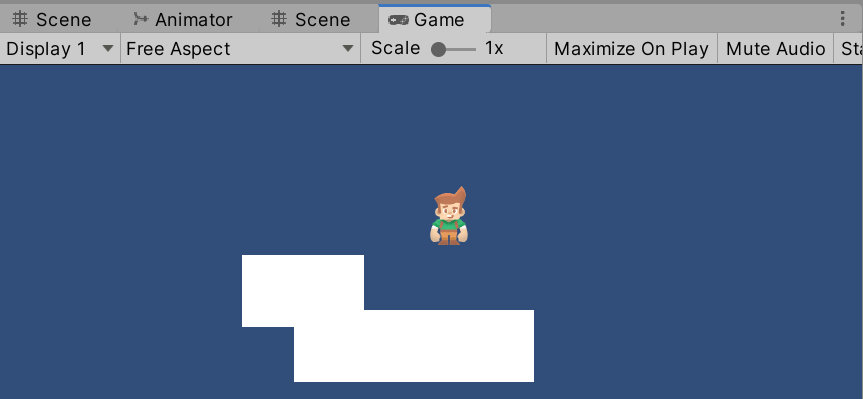 Scene Animator Scene Game
Display 1 Free Aspect Scale 1x Maximize On Play Mute Audio Sta